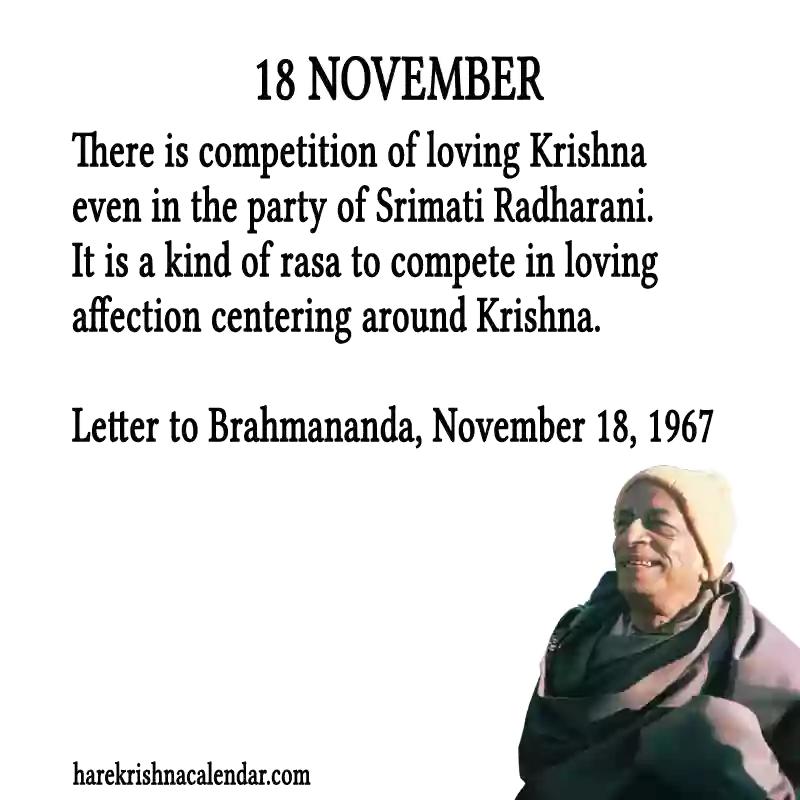 18 NOVEMBER
There is competition of loving Krishna
even in the party of Srimati Radharani.
It is a kind of rasa to compete in loving
affection centering around Krishna.
Letter to Brahmananda, November 18, 1967
harekrishnacalendar.com